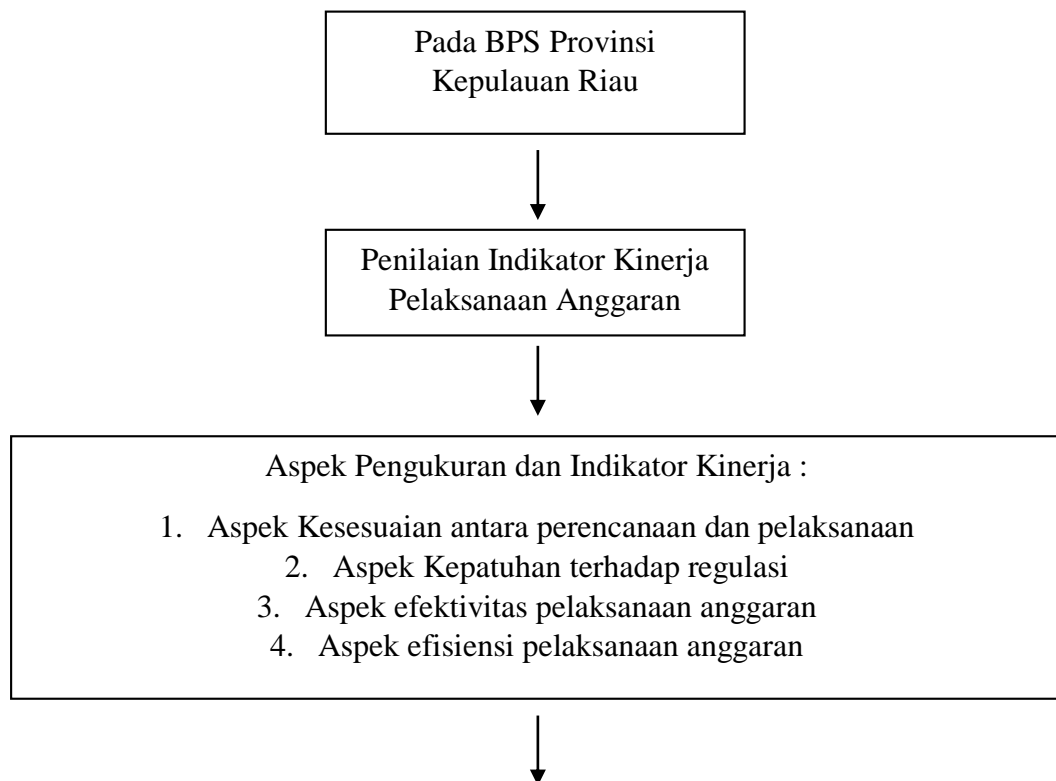 Pada BPS Provinsi
Kepulauan Riau
Penilaian Indikator Kinerja
Pelaksanaan Anggaran
Aspek Pengukuran dan Indikator Kinerja :
1. Aspek Kesesuaian antara perencanaan dan pelaksanaan
2. Aspek Kepatuhan terhadap regulasi
3. Aspek efektivitas pelaksanaan anggaran
4. Aspek efisiensi pelaksanaan anggaran